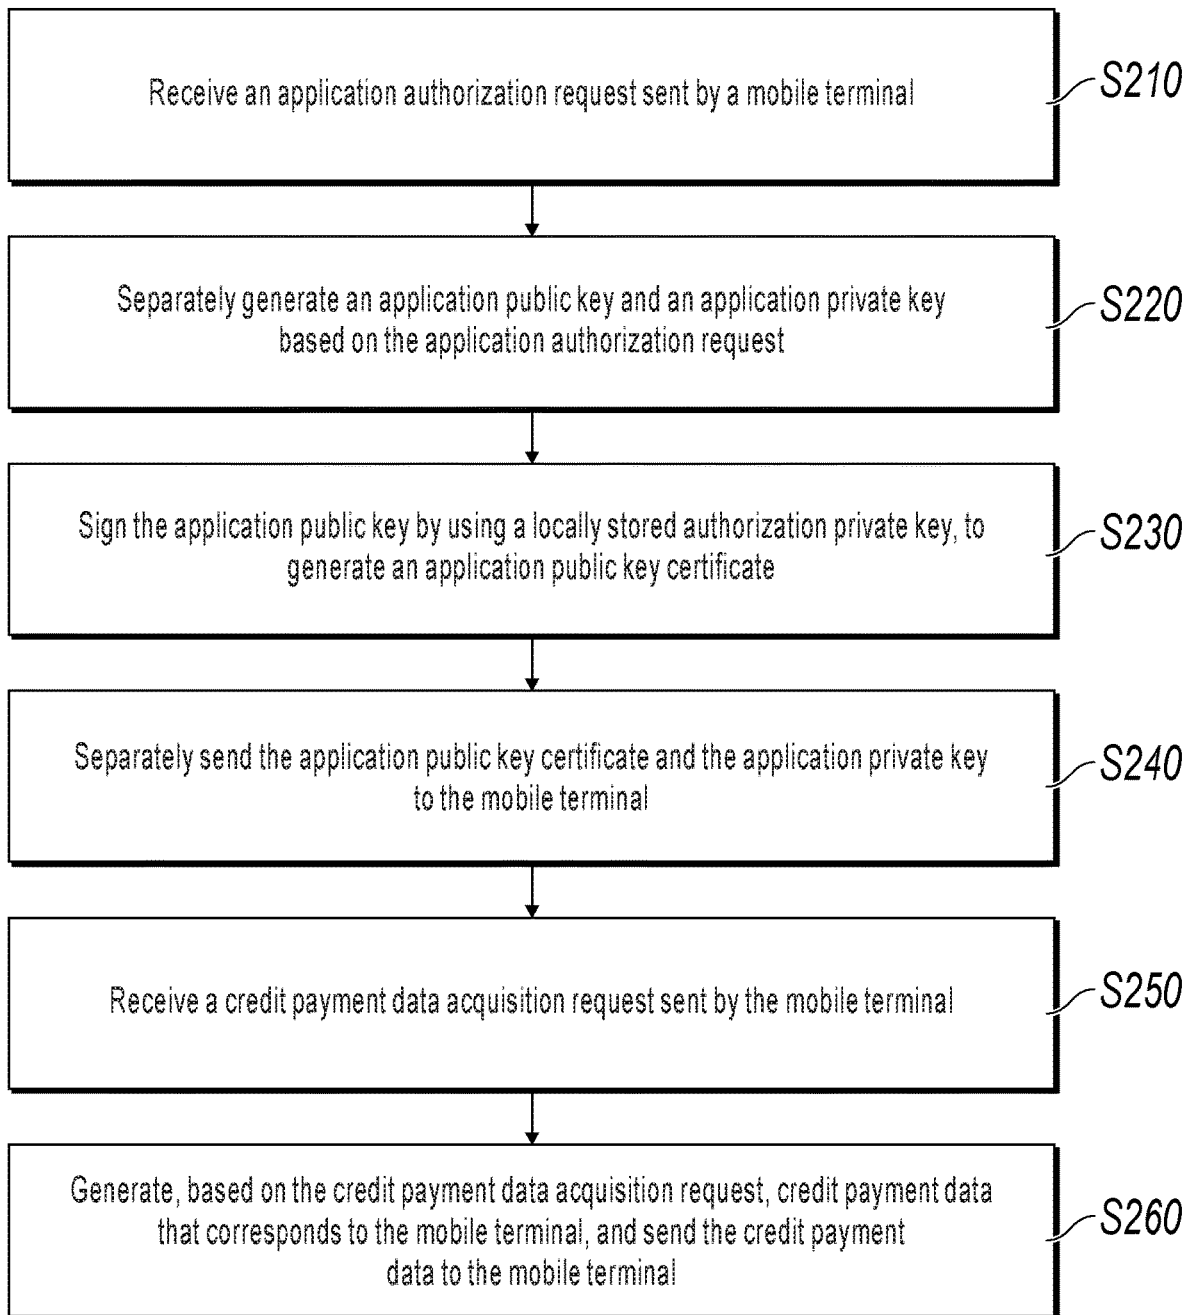 Receive an application authorization request sent by a mobile terminal
S210
Separately generate an application public key and an application private key
based on the application authorization request
S220
Sign the application public key by using a locally stored authorization private key, to
generate an application public key certificate
S230
Separately send the application public key certificate and the application private key
to the mobile terminal
S240
Receive a credit payment data acquisition request sent by the mobile terminal
S250
Generate, based on the credit payment data acquisition request, credit payment data
that corresponds to the mobile terminal, and send the credit payment
data to the mobile terminal
S260